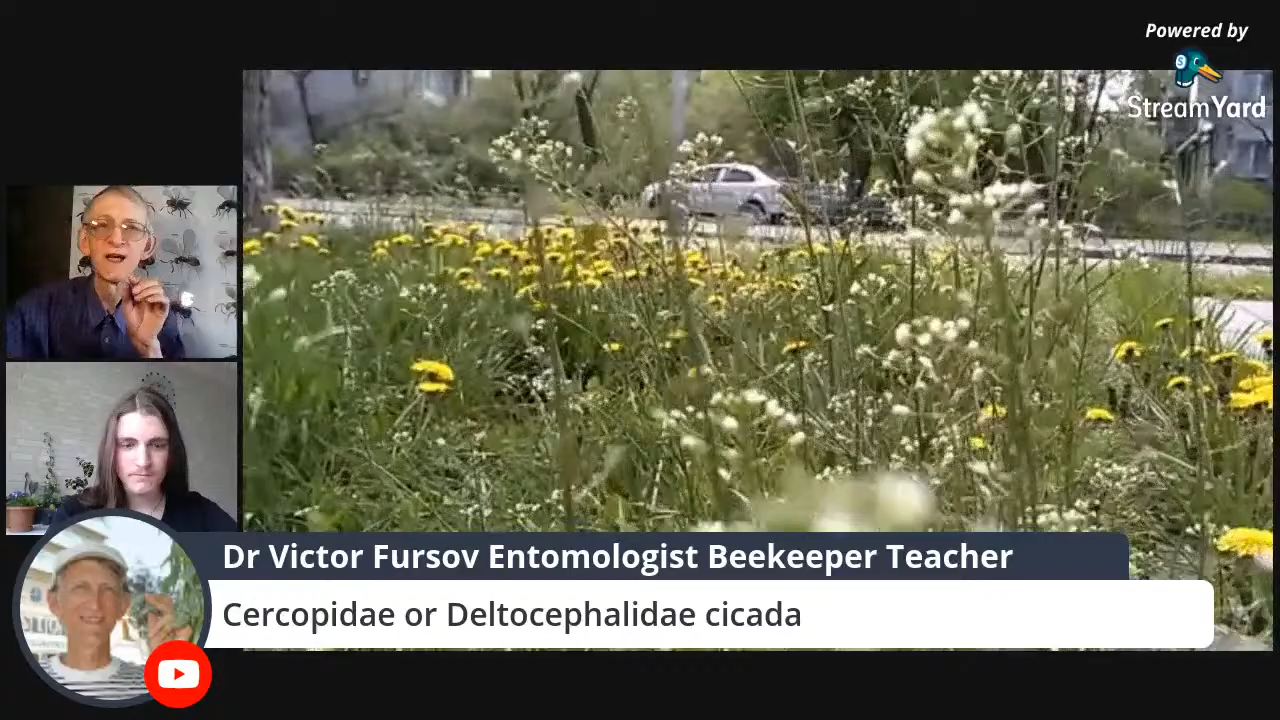 Powered by
StreamYard
Dr Victor Fursov Entomologist Beekeeper Teacher
Cercopidae or Deltocephalidae cicada